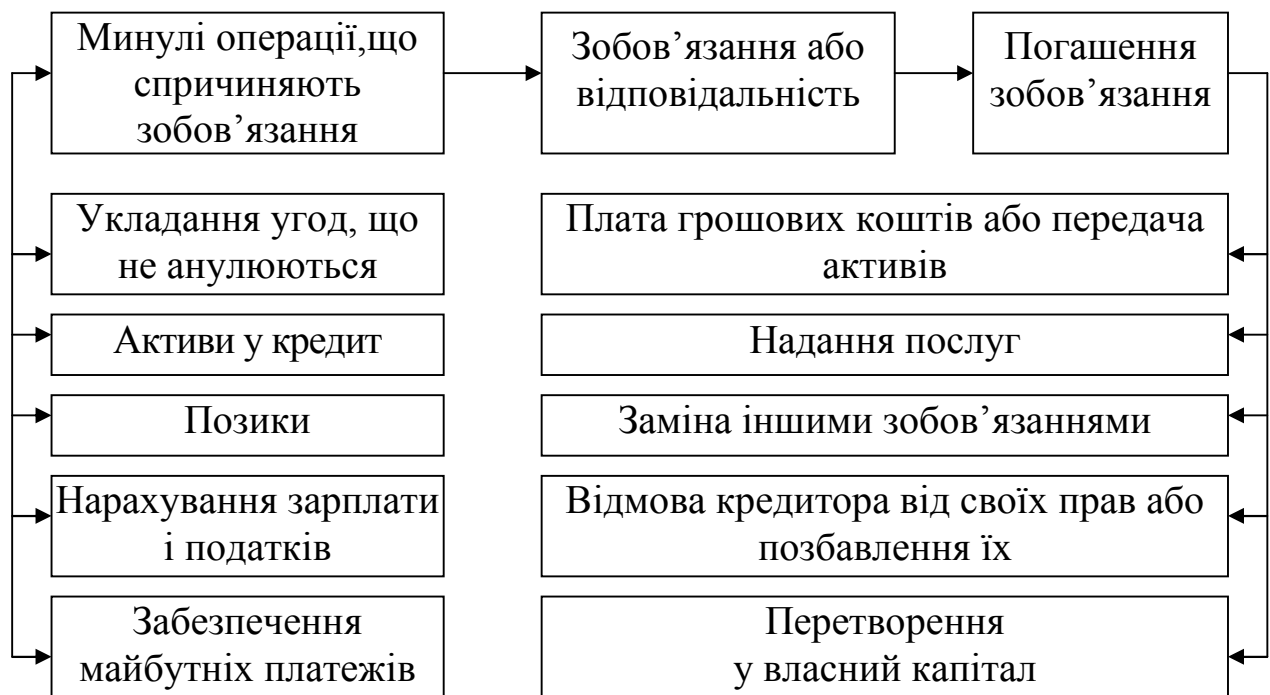 Минулі операції,що
спричиняють
зобов’язання
Зобов’язання або
відповідальність
Погашення
зобов’язання
Укладання угод, що
не анулюються
Плата грошових коштів або передача
активів
Активи у кредит
Надання послуг
Позики
Заміна іншими зобов’язаннями
Нарахування зарплати
і податків
Відмова кредитора від своїх прав або
позбавлення їх
Забезпечення
майбутніх платежів
Перетворення
у власний капітал